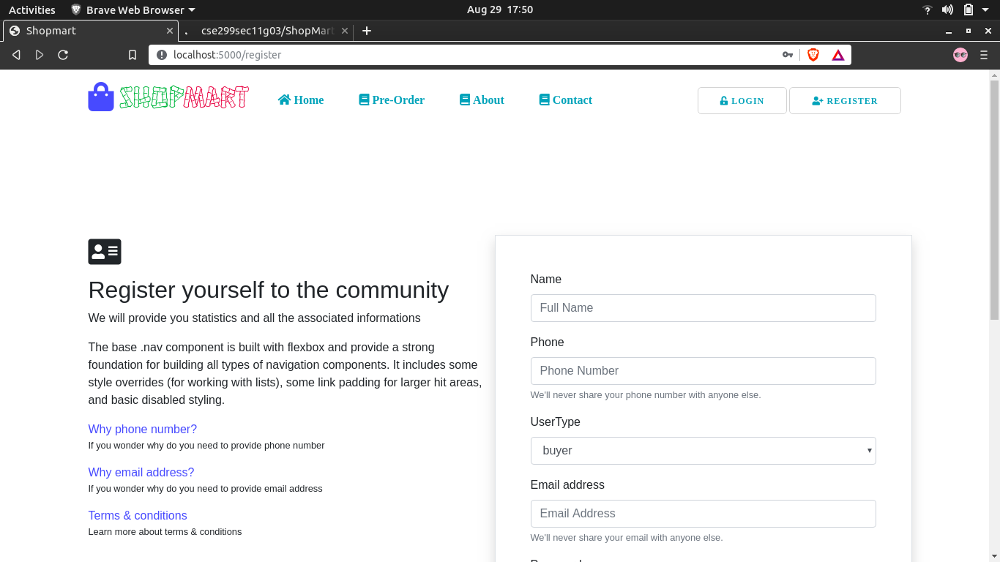 Activities Brave Web Browser Aug 29 17:50
Shopmart cse299sec11g03/ShopMart
localhost:5000/register
SHOPMART Home Pre-Order About Contact LOGIN REGISTER
Register yourself to the community
We will provide you statistics and all the associated informations
The base .nav component is built with flexbox and provide a strong
foundation for building all types of navigation components. It includes some
style overrides (for working with lists), some link padding for larger hit areas,
and basic disabled styling.
Why phone number?
If you wonder why do you need to provide phone number
Why email address?
If you wonder why do you need to provide email address
Terms & conditions
Learn more about terms & conditions
Name
Full Name
Phone
Phone Number
We'll never share your phone number with anyone else.
UserType
buyer
Email address
Email Address
We'll never share your email with anyone else.